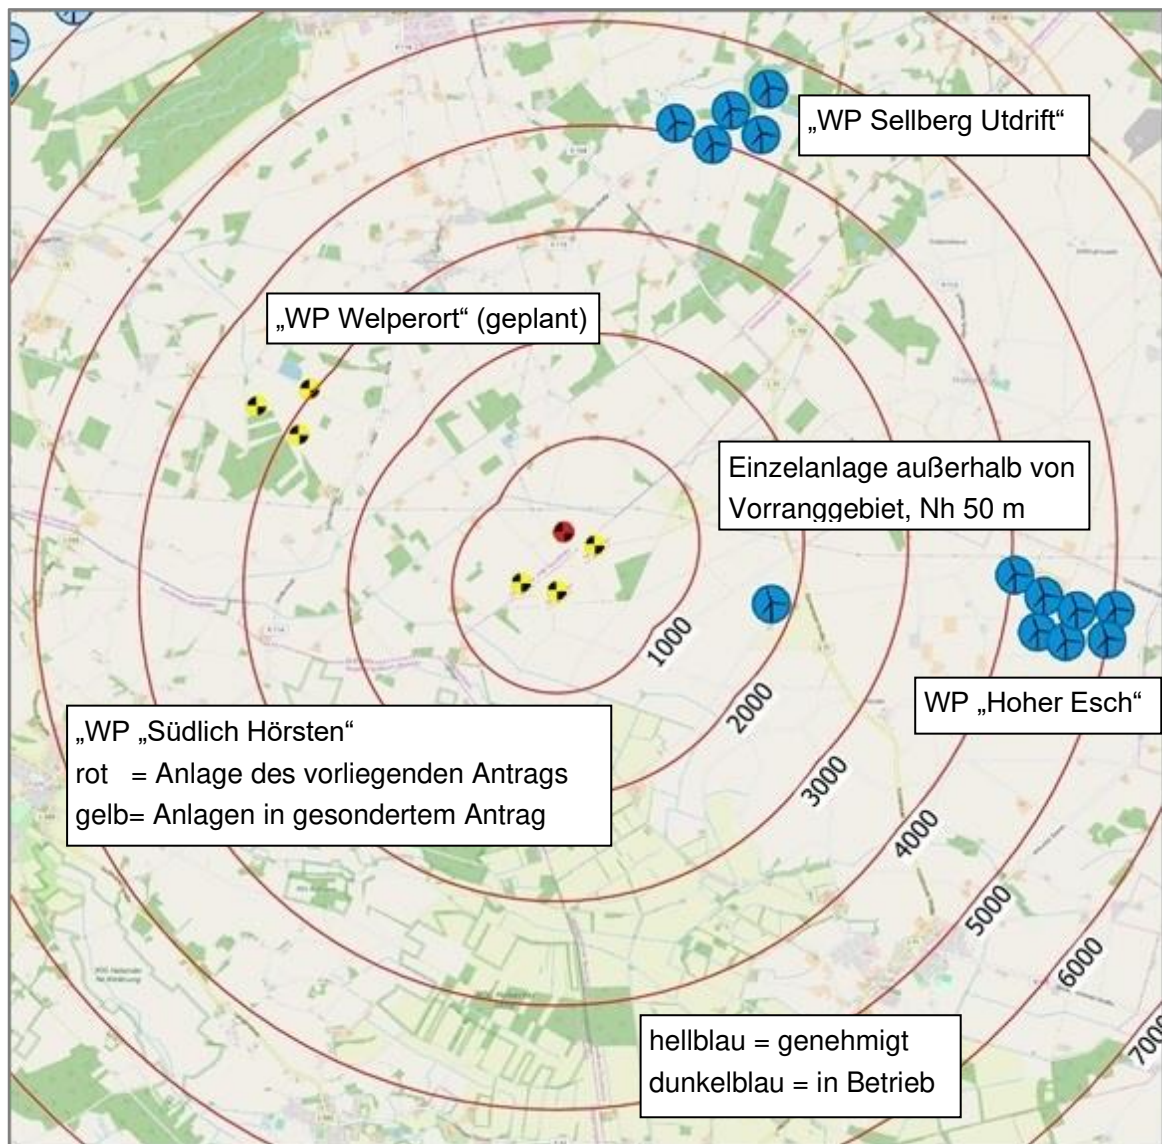 „WP Sellberg Utdrift“
„WP Welperort“ (geplant)
Einzelanlage außerhalb von
Vorranggebiet, Nh 50 m
WP „Hoher Esch“
„WP „Südlich Hörsten“
rot = Anlage des vorliegenden Antrags
gelb= Anlagen in gesondertem Antrag
1000
2000
3000
4000
5000
6000
7000
hellblau = genehmigt
dunkelblau = in Betrieb